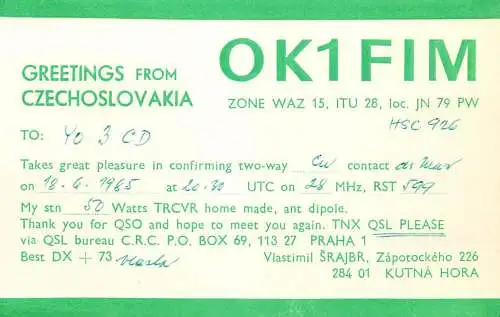 OK1FIM
GREETINGS FROM
CZECHOSLOVAKIA
ZONE WAZ 15, ITU 28, loc. JN 79 PW
HSC 926
TO: YO 3 CD
Takes great pleasure in confirming two-way CW contact
on 18.6.1985 at 20.30 UTC on 28 MHz, RST 599
My stn 50 Watts TRCVR home made, ant dipole.
Thank you for QSO and hope to meet you again. TNX QSL PLEASE
via QSL bureau C.R.C. P.O. BOX 69, 113 27 PRAHA 1
Best DX + 73 Vlasta
Vlastimil ŠRAJBR, Zápotockého 226
284 01 KUTNÁ HORA